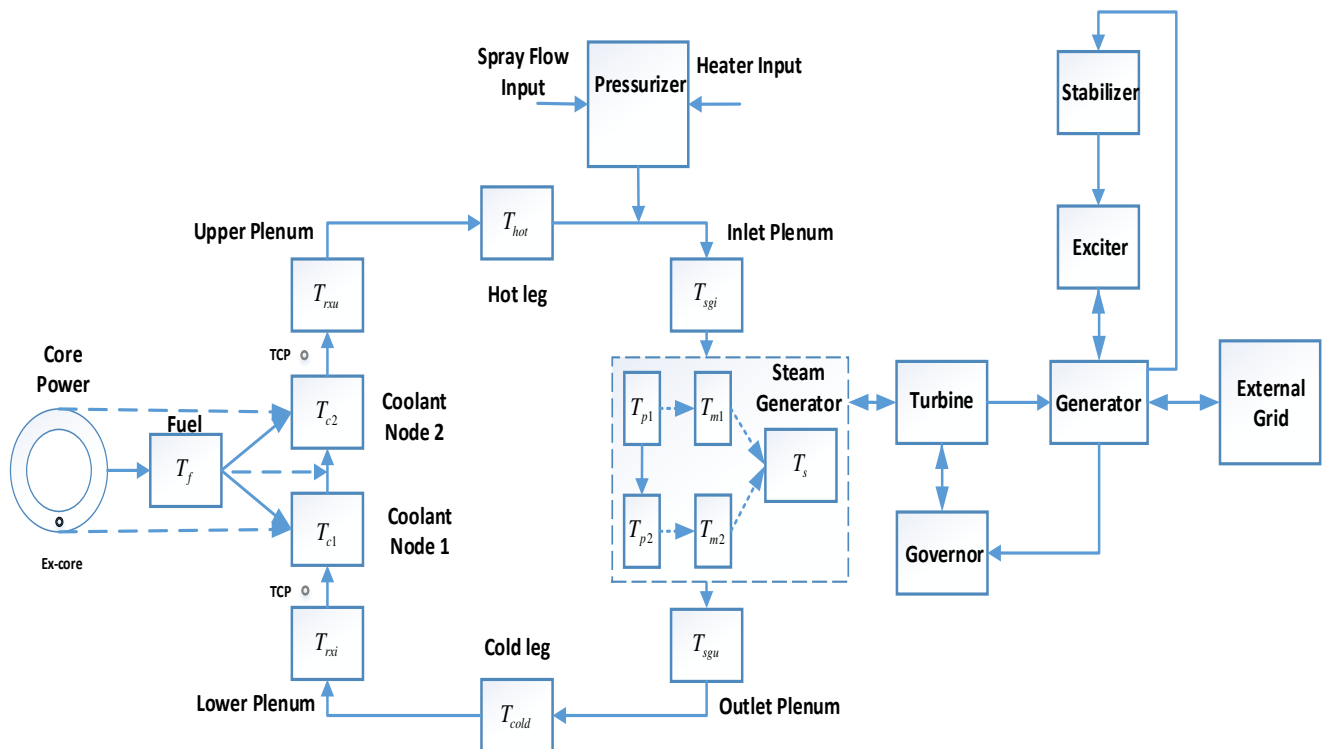 Spray Flow
Input
Pressurizer
Heater Input
Stabilizer
Exciter
Upper Plenum
T_hot
Hot leg
Inlet Plenum
T_rxu
T_sgi
TCP
Core
Power
Fuel
T_f
T_c2
Coolant
Node 2
T_c1
Coolant
Node 1
Ex-core
TCP
T_rxi
Lower Plenum
Cold leg
T_cold
Steam
Generator
T_p1
T_m1
T_s
T_p2
T_m2
T_sgu
Outlet Plenum
Turbine
Generator
External
Grid
Governor